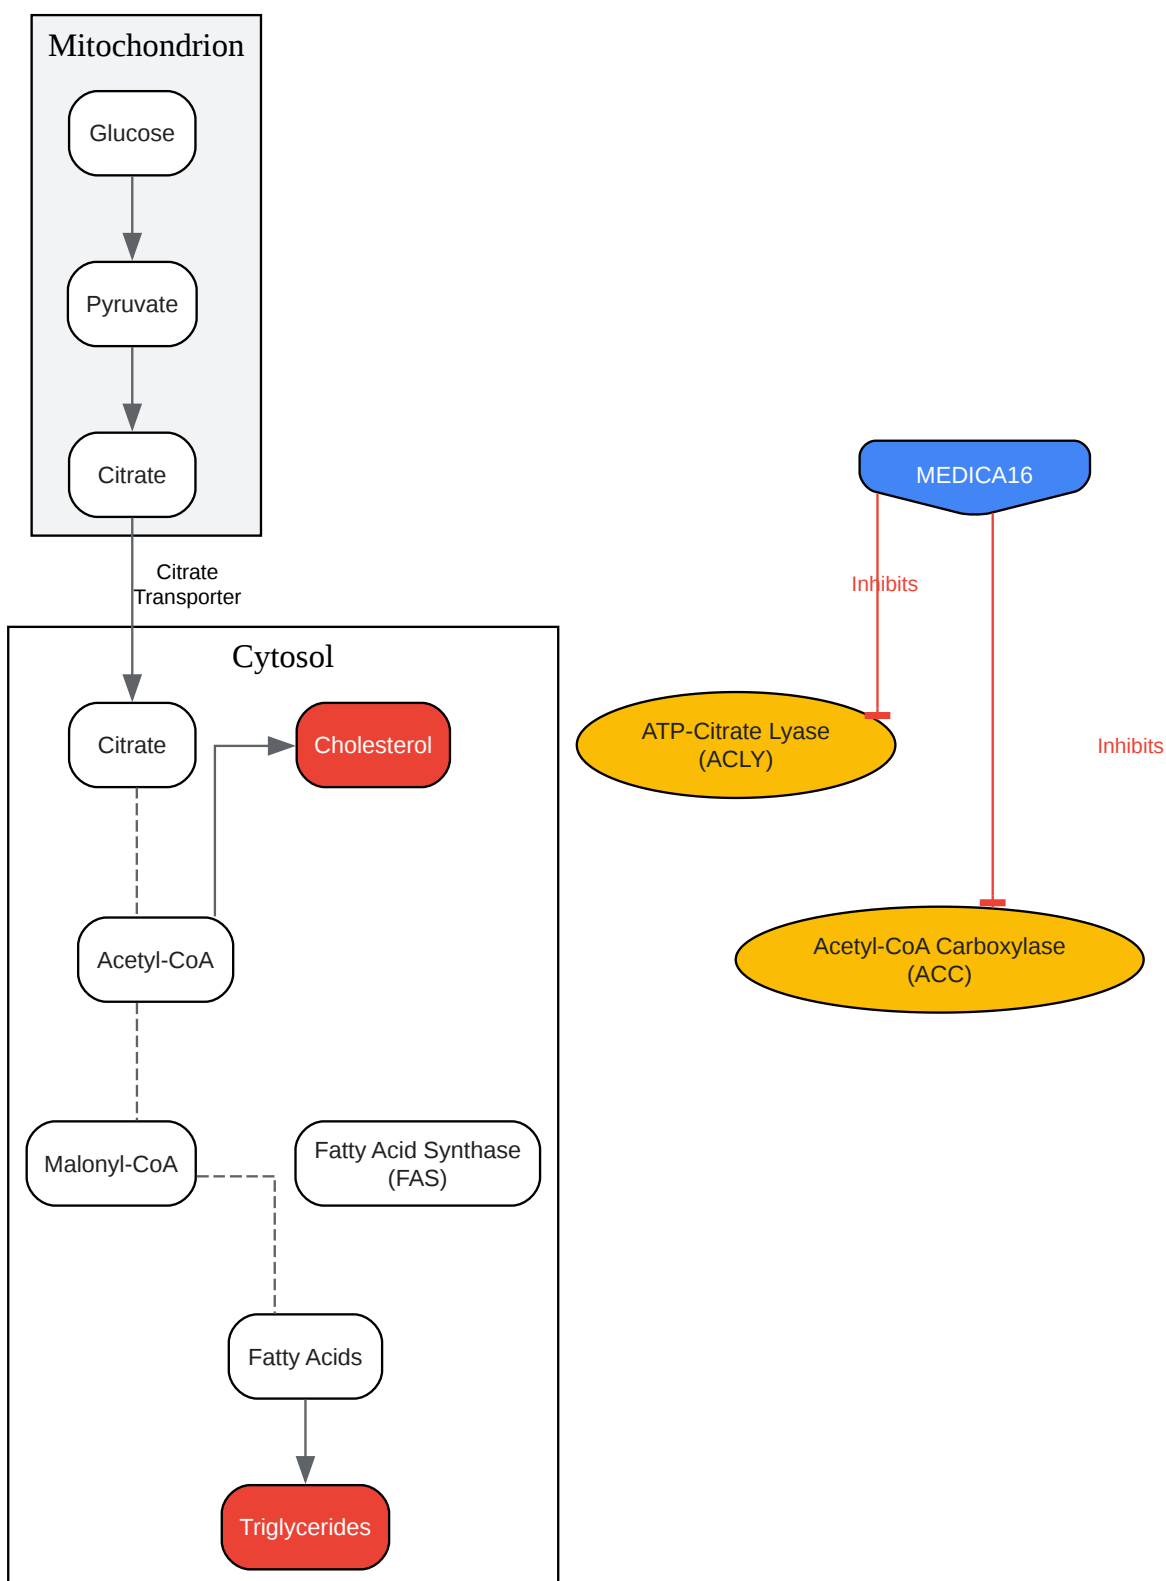 Mitochondrion
Glucose
Pyruvate
Citrate
MEDICA16
Citrate
Transporter
Inhibits
Cytosol
Citrate
Cholesterol
ATP-Citrate Lyase
(ACLY)
Inhibits
Acetyl-CoA
Acetyl-CoA Carboxylase
(ACC)
Malonyl-CoA
Fatty Acid Synthase
(FAS)
Fatty Acids
Triglycerides